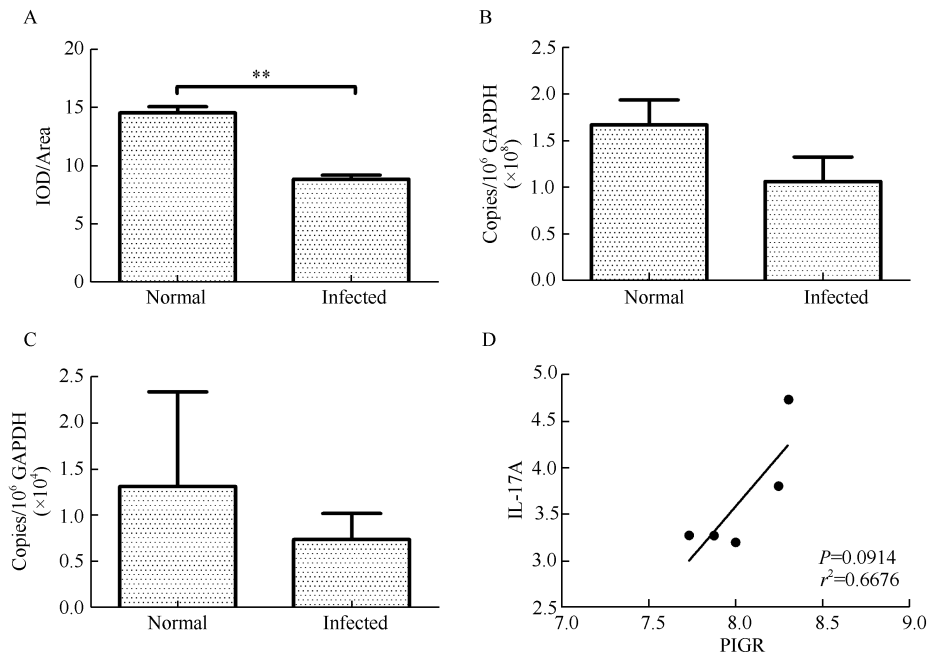 A
20
15
10
5
0
IOD/Area
**
Normal Infected
B
2.5
2.0
1.5
1.0
0.5
0.0
Copies/10⁶ GAPDH
(×10⁸)
Normal Infected
C
2.5
2.0
1.5
1.0
0.5
0.0
Copies/10⁶ GAPDH
(×10⁴)
Normal Infected
D
5.0
4.5
4.0
3.5
3.0
2.5
IL-17A
P=0.0914
r²=0.6676
7.0 7.5 8.0 8.5 9.0
PIGR